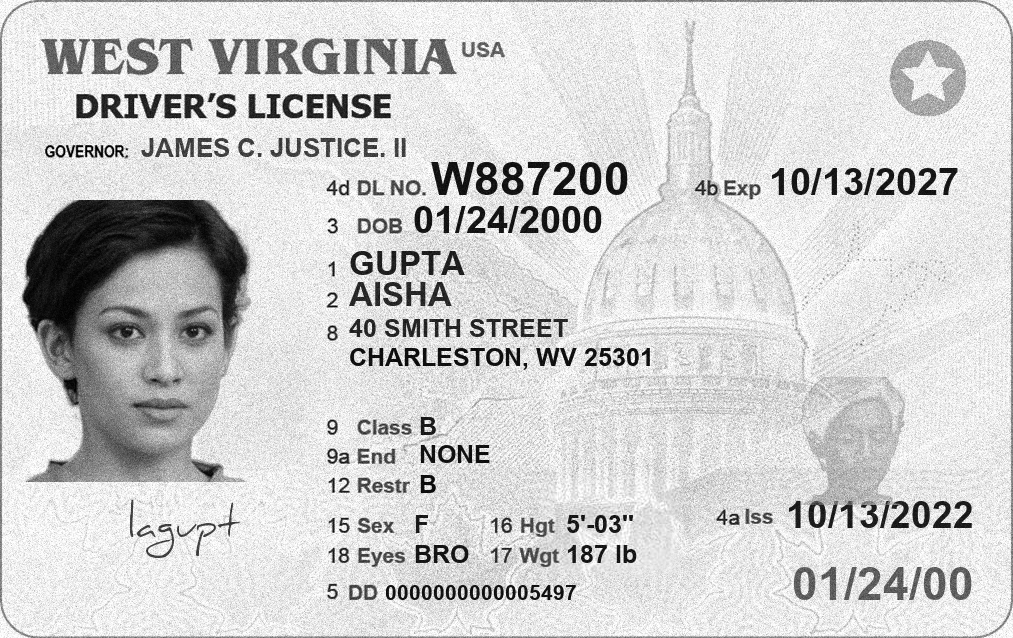 WEST VIRGINIA USA
DRIVER'S LICENSE
GOVERNOR: JAMES C. JUSTICE. II
4d DL NO. W887200 4b Exp 10/13/2027
3 DOB 01/24/2000
1 GUPTA
2 AISHA
8 40 SMITH STREET
CHARLESTON, WV 25301
9 Class B
9a End NONE
12 Restr B
15 Sex F 16 Hgt 5'-03" 4a Iss 10/13/2022
18 Eyes BRO 17 Wgt 187 lb
5 DD 0000000000005497 01/24/00
lagupt